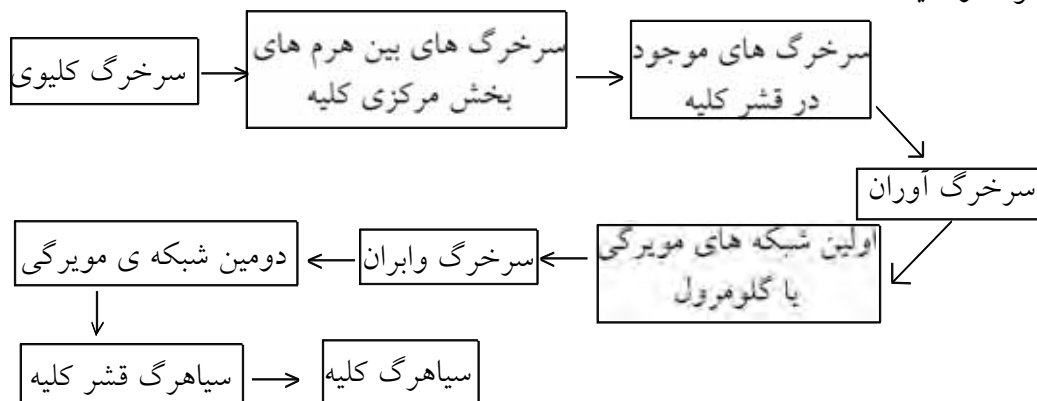 سرخرگ کلیوی
سرخرگ های بین هرم های
بخش مرکزی کلیه
سرخرگ های موجود
در قشر کلیه
سرخرگ آوران
اولین شبکه های مویرگی
یا گلومرول
سرخرگ وابران
دومین شبکه ی مویرگی
سیاهرگ قشر کلیه
سیاهرگ کلیه